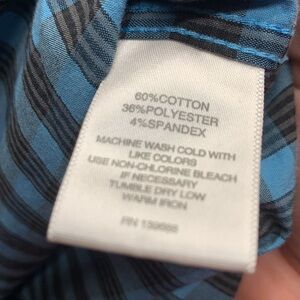 60%COTTON
36%POLYESTER
4%SPANDEX
MACHINE WASH COLD WITH
LIKE COLORS
USE NON-CHLORINE BLEACH
IF NECESSARY
TUMBLE DRY LOW
WARM IRON
RN